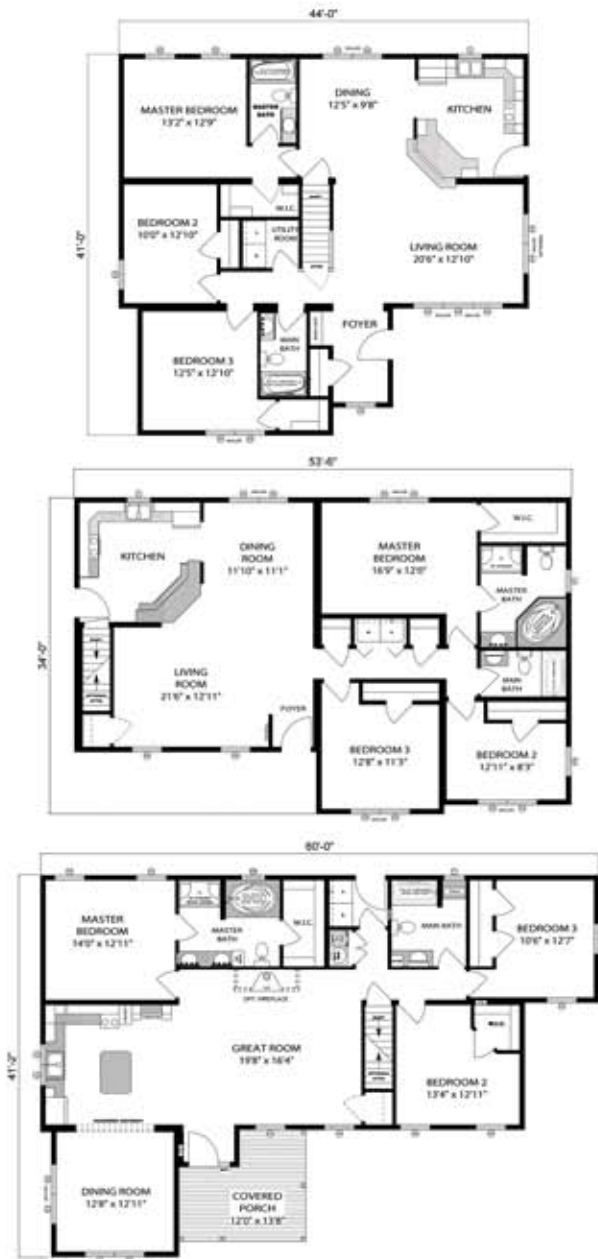 44'-0"
41'-0"
MASTER BEDROOM
13'2" x 12'9"
MASTER
BATH
DINING
12'5" x 9'8"
KITCHEN
BEDROOM 2
10'0" x 12'10"
W.I.C.
UTILITY
ROOM
LIVING ROOM
20'6" x 12'10"
FOYER
MAIN
BATH
BEDROOM 3
12'5" x 12'10"
53'-6"
34'-0"
KITCHEN
DINING
ROOM
11'10" x 11'1"
MASTER
BEDROOM
16'9" x 12'0"
W.I.C.
MASTER
BATH
LIVING
ROOM
21'6" x 12'11"
FOYER
MAIN
BATH
BEDROOM 3
12'8" x 11'3"
BEDROOM 2
12'11" x 8'3"
60'-0"
41'-2"
MASTER
BEDROOM
14'0" x 12'11"
MASTER
BATH
W.I.C.
MAIN BATH
BEDROOM 3
10'6" x 12'7"
OPT. FIREPLACE
GREAT ROOM
19'8" x 16'4"
BEDROOM 2
13'4" x 12'11"
DINING ROOM
12'8" x 12'11"
COVERED
PORCH
12'0" x 13'8"